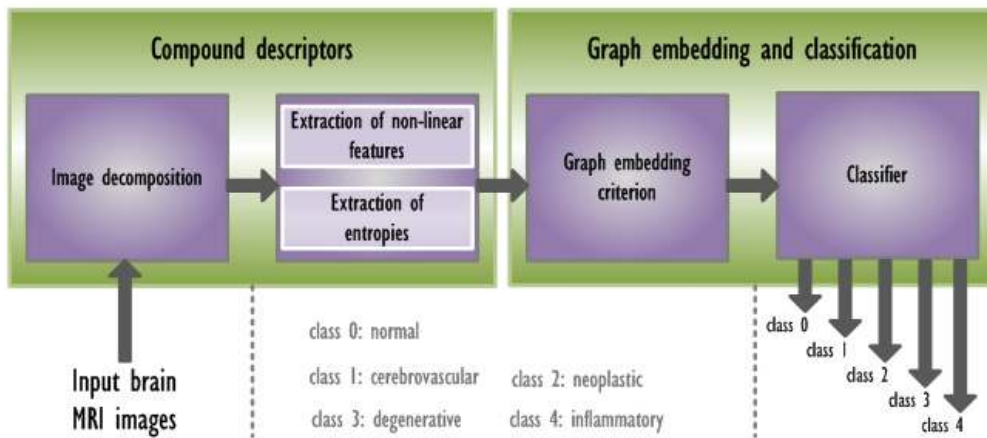 Compound descriptors
Image decomposition
Extraction of non-linear
features
Extraction of
entropies
Graph embedding and classification
Graph embedding
criterion
Classifier
Input brain
MRI images
class 0: normal
class 1: cerebrovascular
class 2: neoplastic
class 3: degenerative
class 4: inflammatory
class 0
class 1
class 2
class 3
class 4